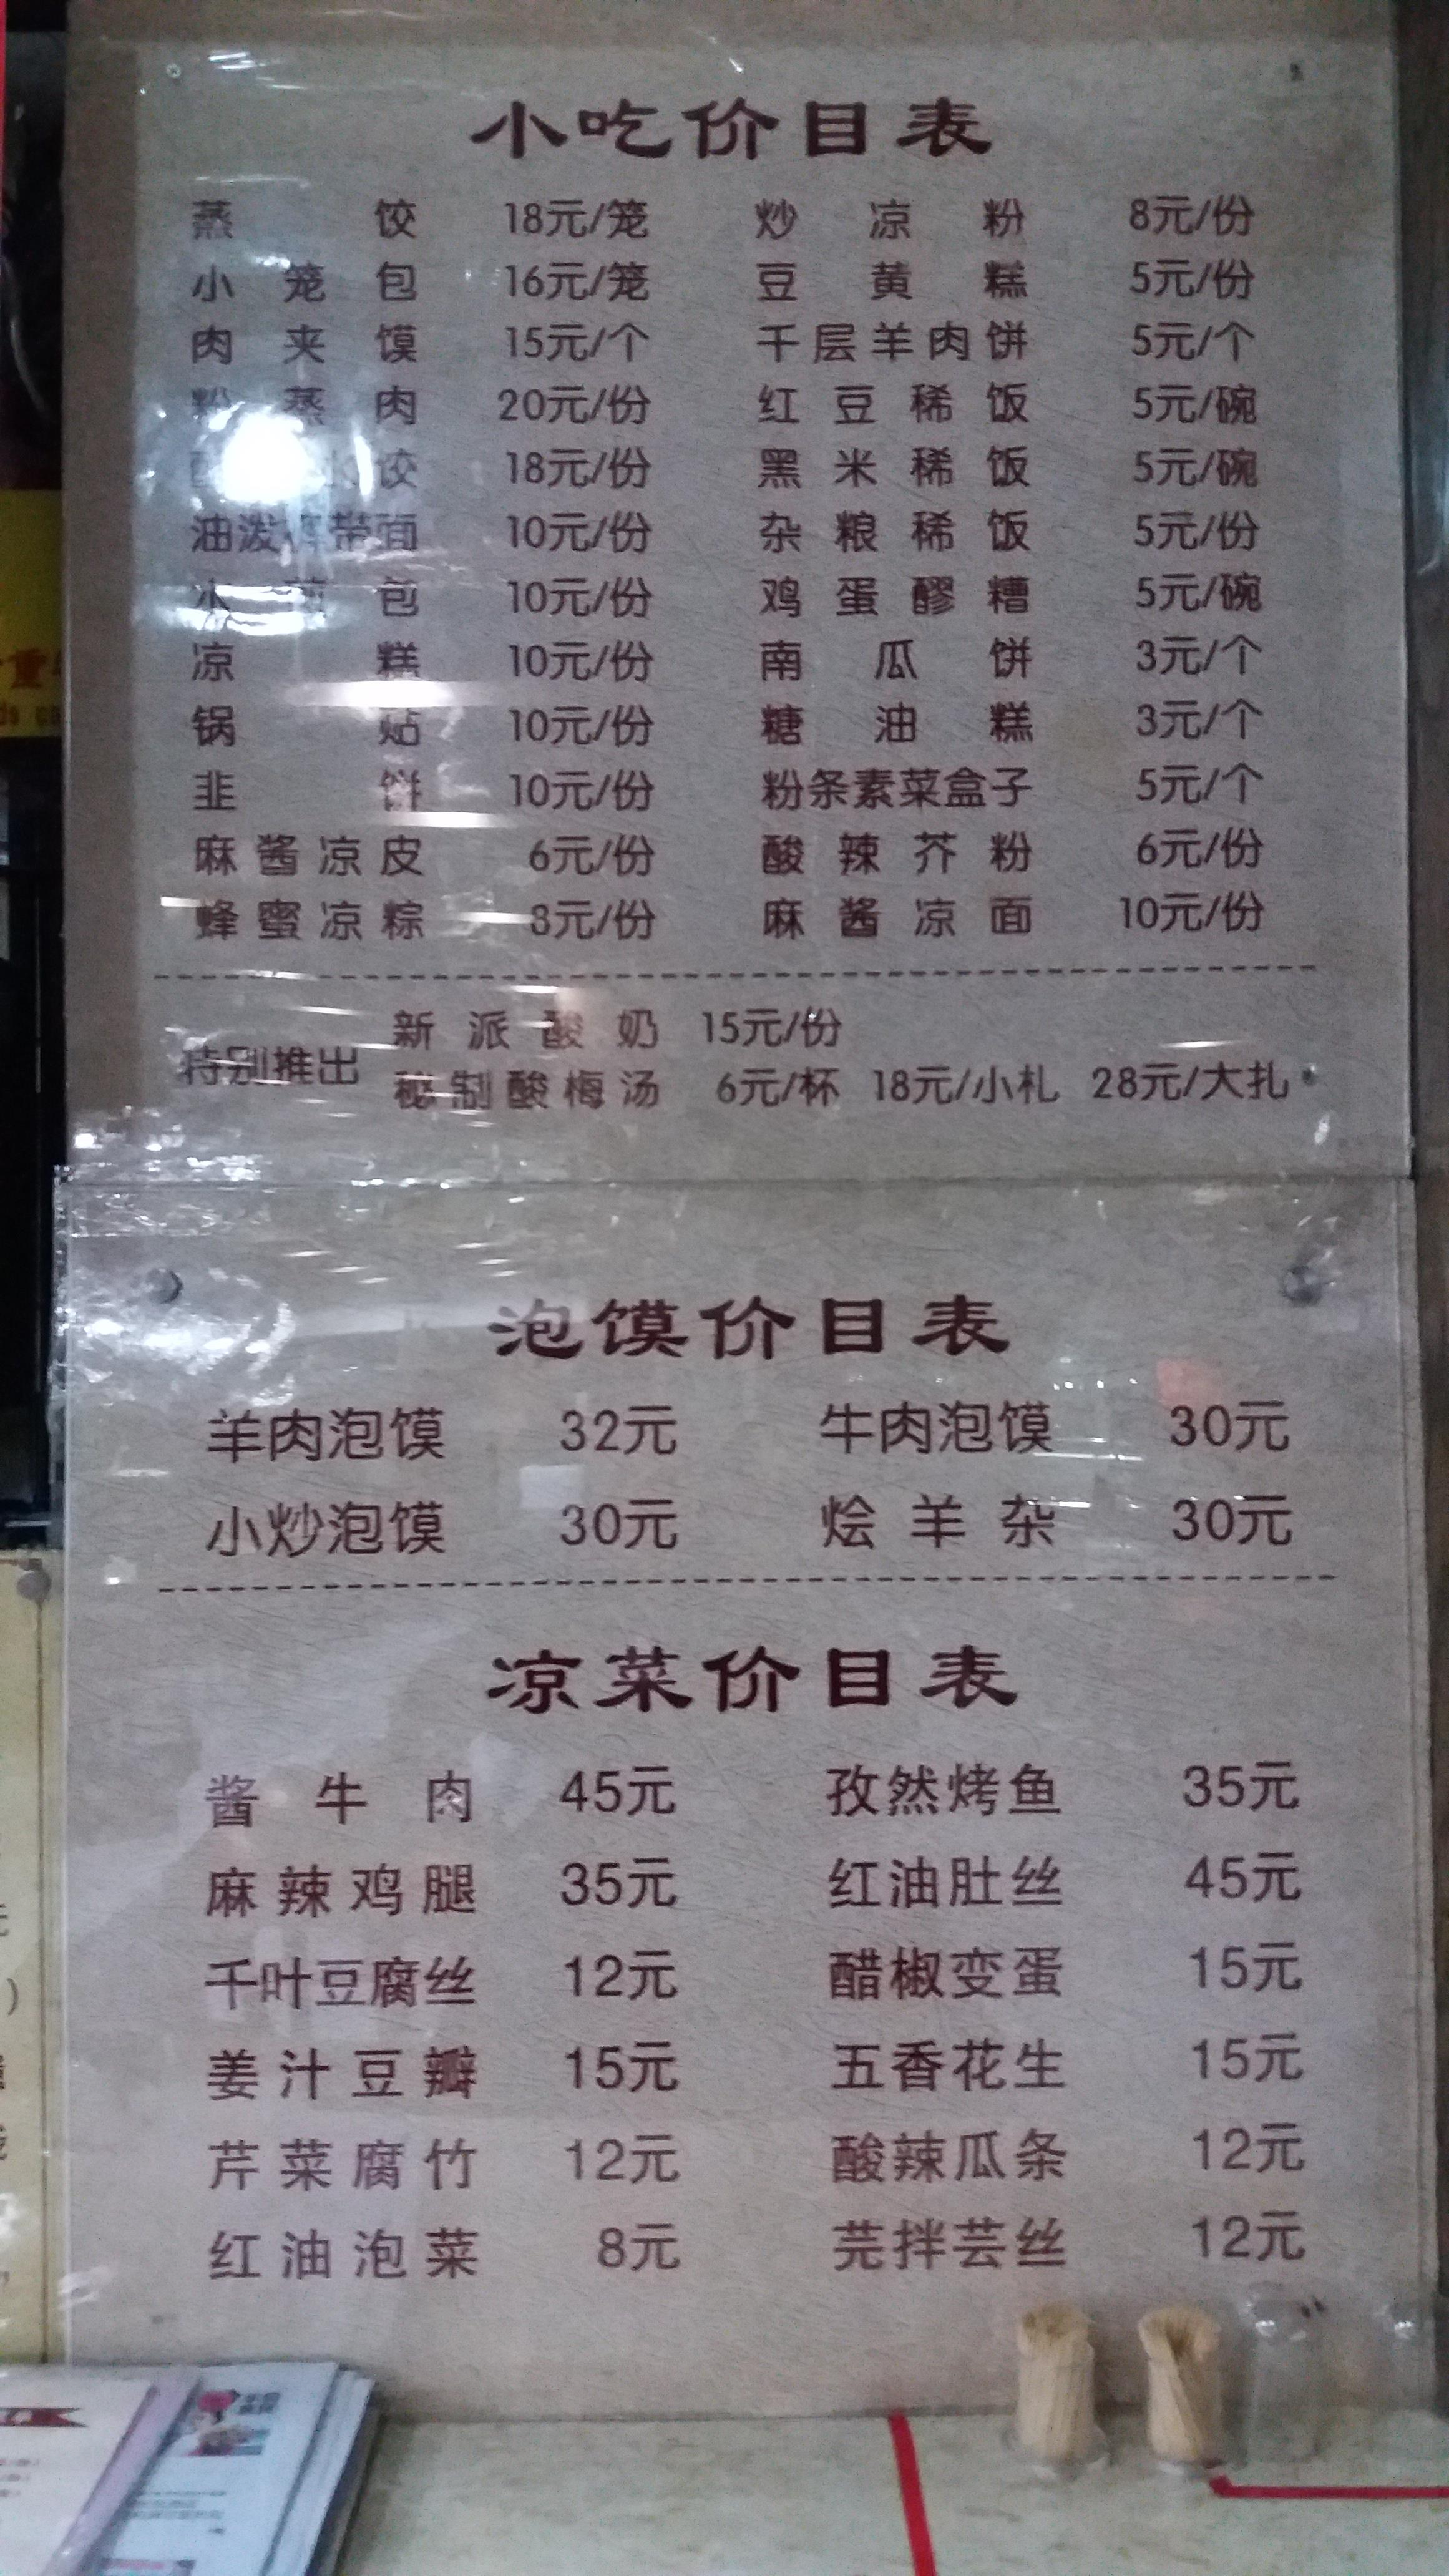 小吃价目表
蒸饺 18元/笼 炒凉粉 8元/份
小笼包 16元/笼 豆黄糕 5元/份
肉夹馍 15元/个 千层羊肉饼 5元/个
粉蒸肉 20元/份 红豆稀饭 5元/碗
水饺 18元/份 黑米稀饭 5元/碗
油泼裤带面 10元/份 杂粮稀饭 5元/份
水煎包 10元/份 鸡蛋醪糟 5元/碗
凉糕 10元/份 南瓜饼 3元/个
锅贴 10元/份 糖油糕 3元/个
韭饼 10元/份 粉条素菜盒子 5元/个
麻酱凉皮 6元/份 酸辣芥粉 6元/份
蜂蜜凉粽 8元/份 麻酱凉面 10元/份
特别推出 新派酸奶 15元/份
秘制酸梅汤 6元/杯 18元/小札 28元/大扎
泡馍价目表
羊肉泡馍 32元 牛肉泡馍 30元
小炒泡馍 30元 烩羊杂 30元
凉菜价目表
酱牛肉 45元 孜然烤鱼 35元
麻辣鸡腿 35元 红油肚丝 45元
千叶豆腐丝 12元 醋椒变蛋 15元
姜汁豆瓣 15元 五香花生 15元
芹菜腐竹 12元 酸辣瓜条 12元
红油泡菜 8元 芫拌芸丝 12元